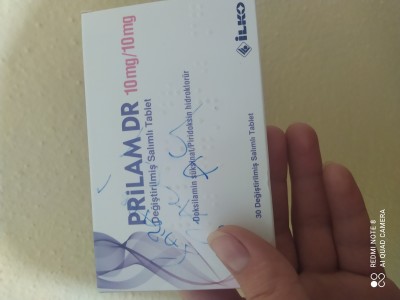 İLKO
PRİLAM DR 10mg/10mg
Değiştirilmiş Salımlı Tablet
Doksilamin süksinat/Piridoksin hidroklorür
30 Değiştirilmiş Salımlı Tablet
REDMI NOTE 8
AI QUAD CAMERA